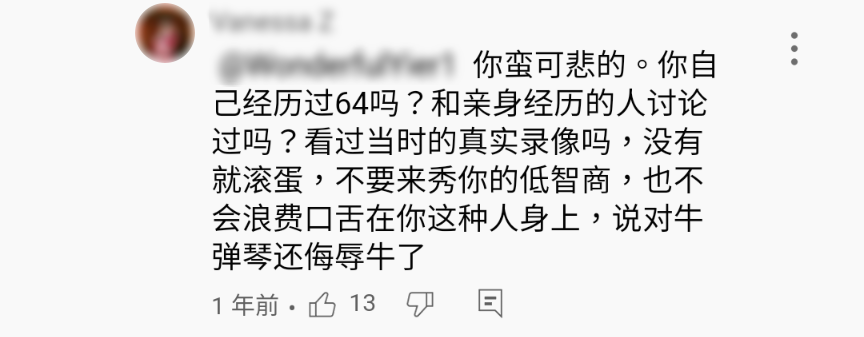 你蛮可悲的。你自
己经历过64吗？和亲身经历的人讨论
过吗？看过当时的真实录像吗，没有
就滚蛋，不要来秀你的低智商，也不
会浪费口舌在你这种人身上，说对牛
弹琴还侮辱牛了
1 年前 · 13